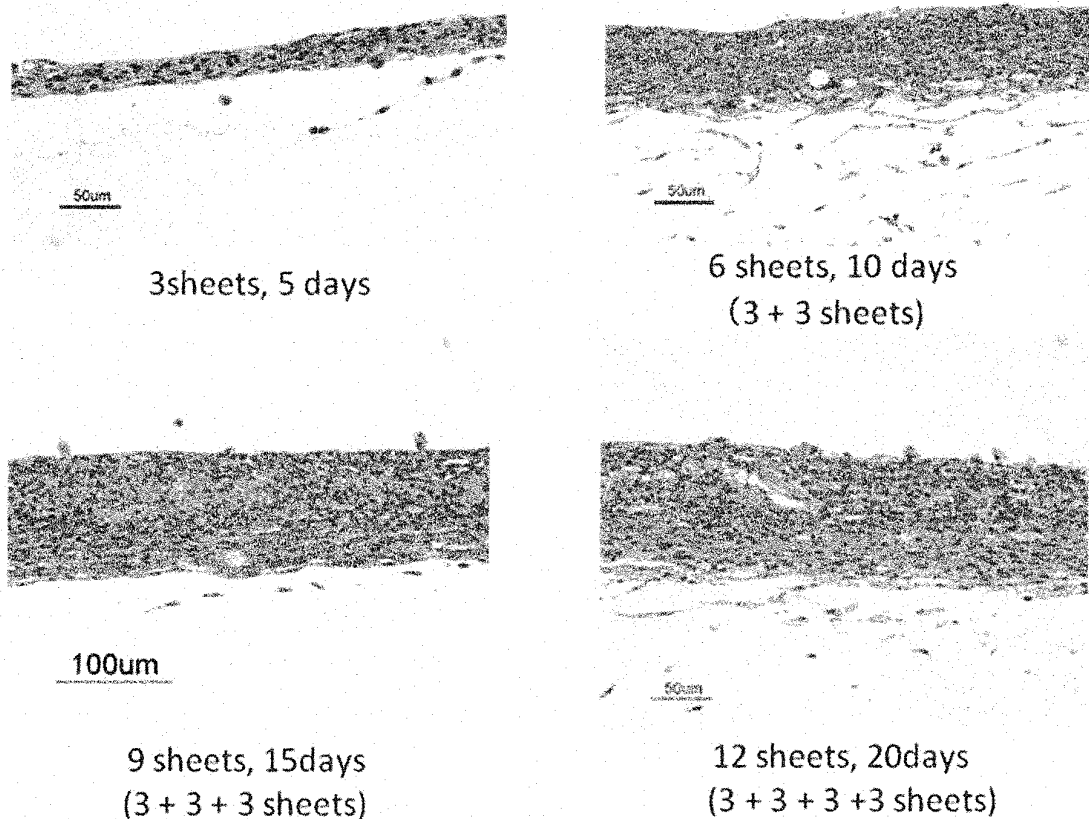 50um
50um
3sheets, 5 days
6 sheets, 10 days
(3 + 3 sheets)
100um
50um
9 sheets, 15days
(3 + 3 + 3 sheets)
12 sheets, 20days
(3 + 3 + 3 +3 sheets)